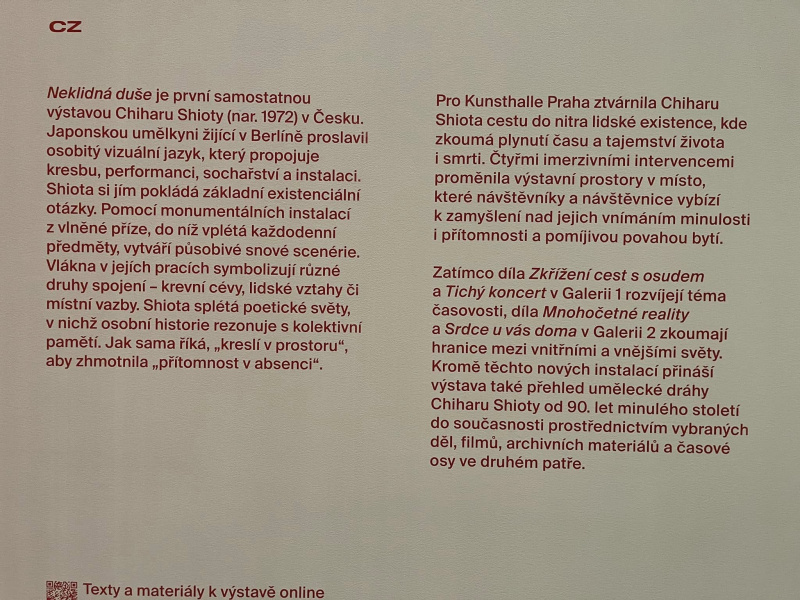 CZ
Neklidná duše je první samostatnou
výstavou Chiharu Shioty (nar. 1972) v Česku.
Japonskou umělkyni žijící v Berlíně proslavil
osobitý vizuální jazyk, který propojuje
kresbu, performanci, sochařství a instalaci.
Shiota si jím pokládá základní existenciální
otázky. Pomocí monumentálních instalací
z vlněné příze, do níž vplétá každodenní
předměty, vytváří působivé snové scenérie.
Vlákna v jejích pracích symbolizují různé
druhy spojení – krevní cévy, lidské vztahy či
místní vazby. Shiota splétá poetické světy,
v nichž osobní historie rezonuje s kolektivní
pamětí. Jak sama říká, „kreslí v prostoru“,
aby zhmotnila „přítomnost v absenci“.
Pro Kunsthalle Praha ztvárnila Chiharu
Shiota cestu do nitra lidské existence, kde
zkoumá plynutí času a tajemství života
i smrti. Čtyřmi imerzivními intervencemi
proměnila výstavní prostory v místo,
které návštěvníky a návštěvnice vybízí
k zamyšlení nad jejich vnímáním minulosti
i přítomnosti a pomíjivou povahou bytí.
Zatímco díla Zkřížení cest s osudem
a Tichý koncert v Galerii 1 rozvíjejí téma
časovosti, díla Mnohočetné reality
a Srdce u vás doma v Galerii 2 zkoumají
hranice mezi vnitřními a vnějšími světy.
Kromě těchto nových instalací přináší
výstava také přehled umělecké dráhy
Chiharu Shioty od 90. let minulého století
do současnosti prostřednictvím vybraných
děl, filmů, archivních materiálů a časové
osy ve druhém patře.
Texty a materiály k výstavě online